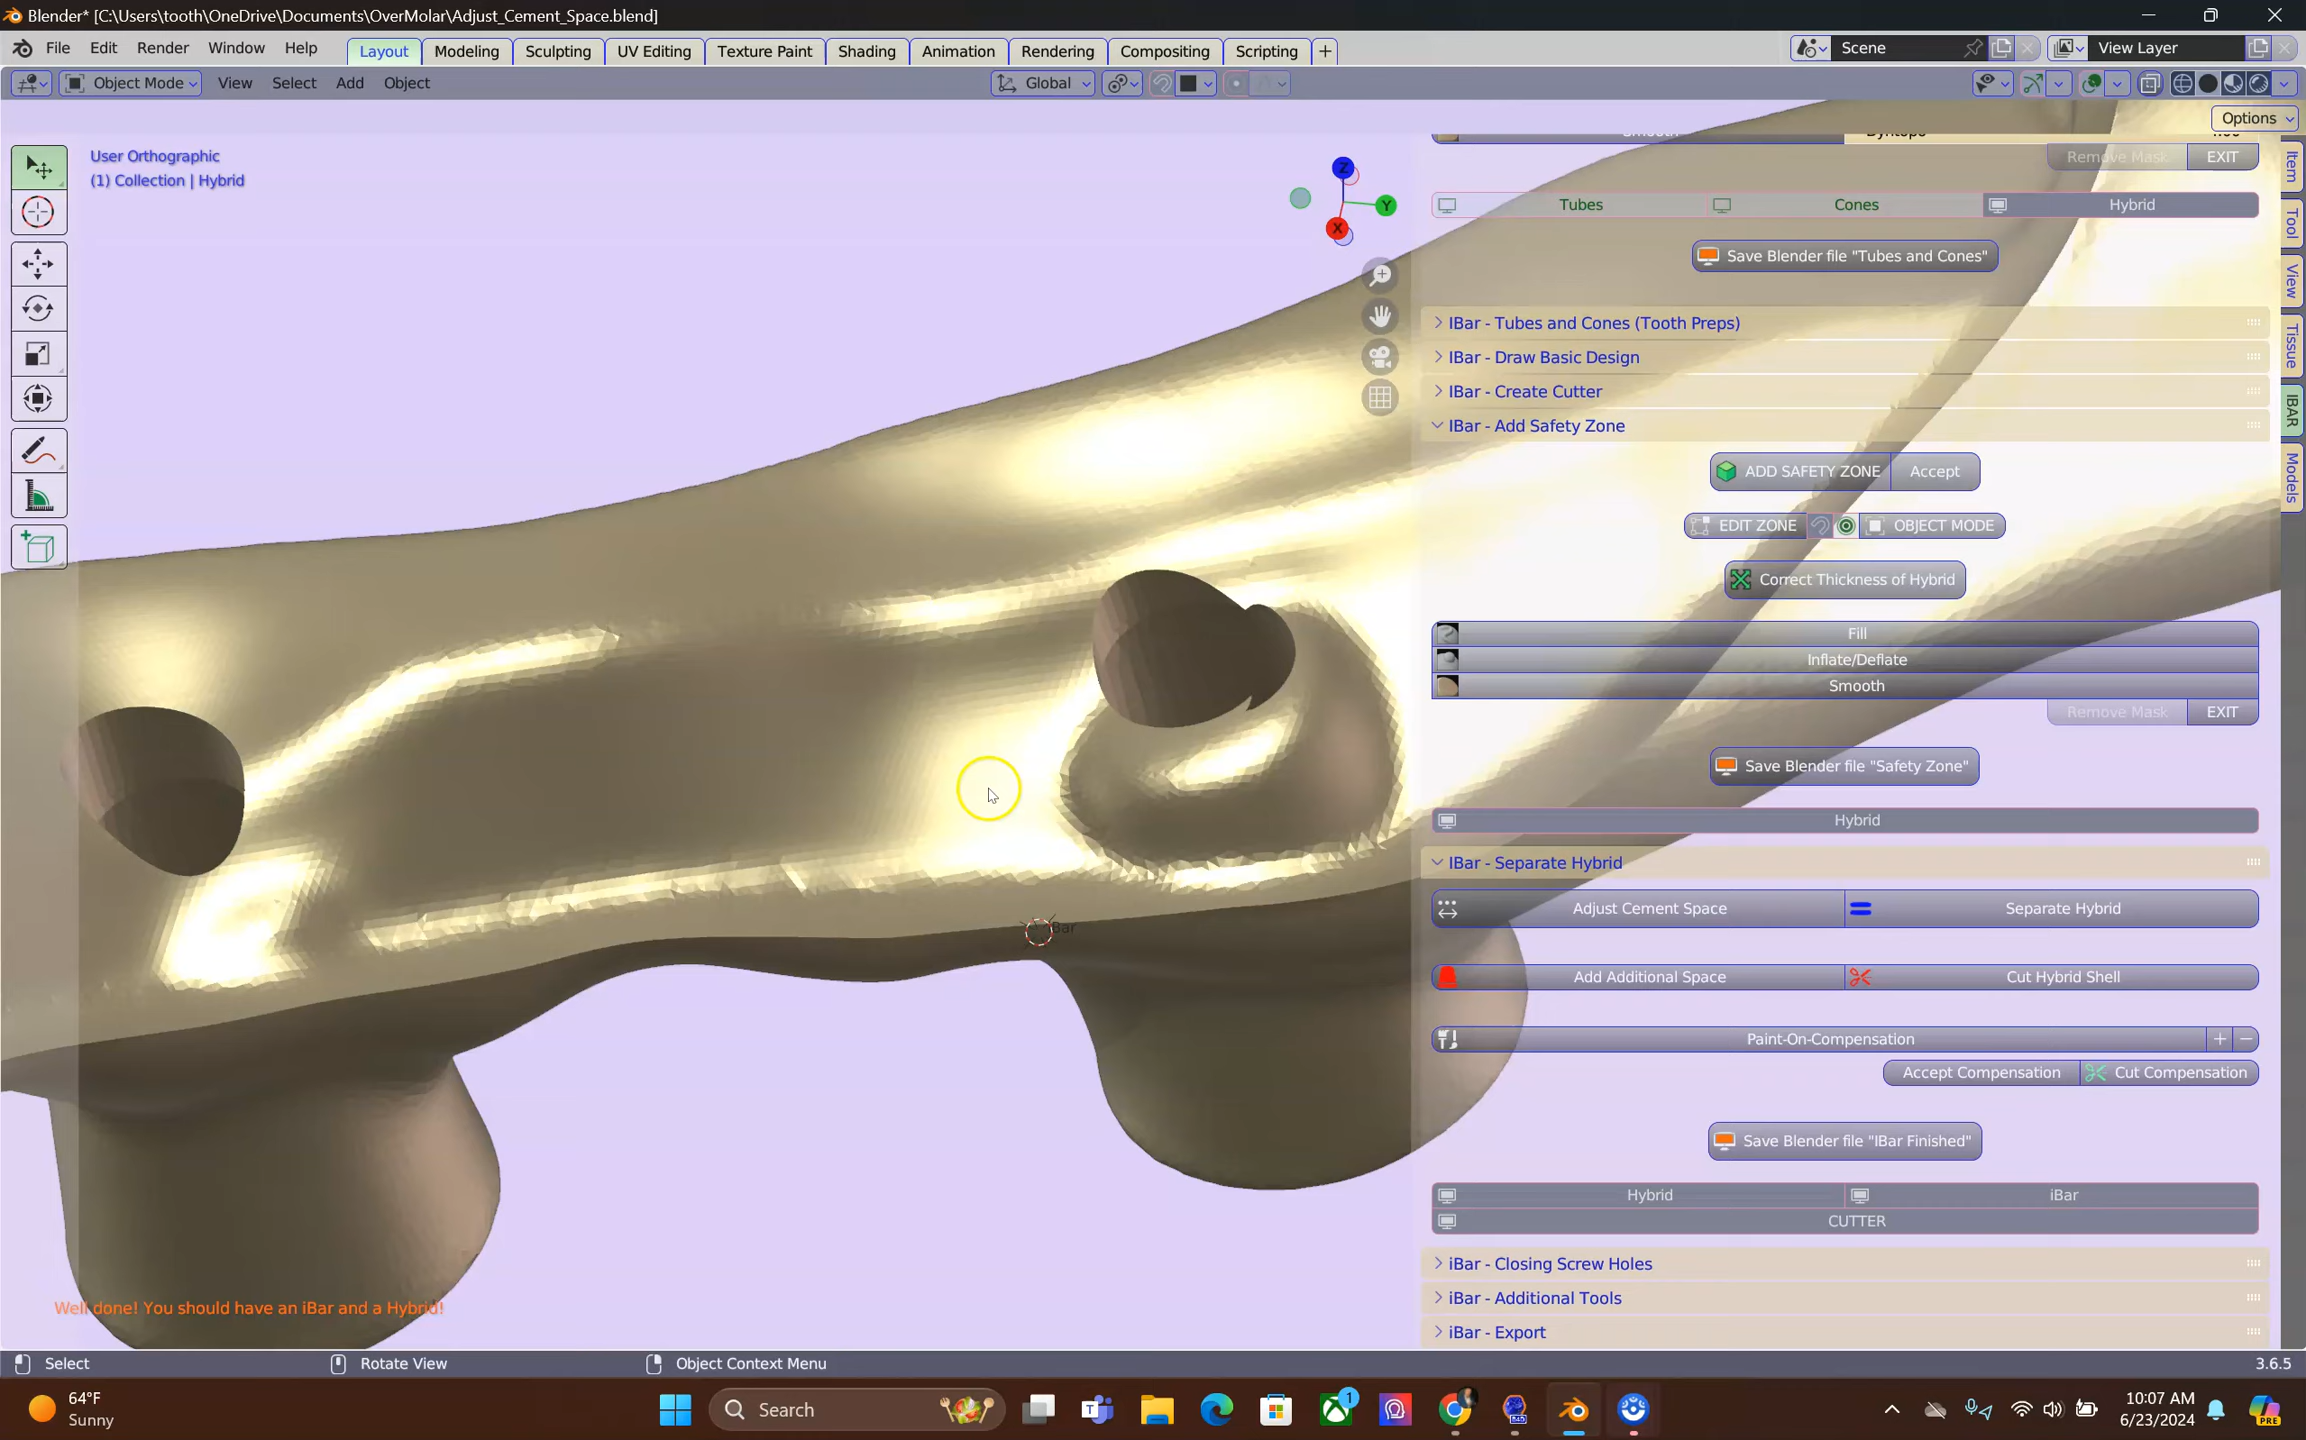 Blender* [C:\Users\tooth\OneDrive\Documents\OverMolar\Adjust_Cement_Space.blend]
File Edit Render Window Help Layout Modeling Sculpting UV Editing Texture Paint Shading Animation Rendering Compositing Scripting + Scene View Layer
Object Mode View Select Add Object Global
Options
User Orthographic
(1) Collection | Hybrid
Z
Y
X
Remove Mask EXIT
Tubes Cones Hybrid
Save Blender file "Tubes and Cones"
IBar - Tubes and Cones (Tooth Preps)
IBar - Draw Basic Design
IBar - Create Cutter
IBar - Add Safety Zone
ADD SAFETY ZONE Accept
EDIT ZONE OBJECT MODE
Correct Thickness of Hybrid
Fill
Inflate/Deflate
Smooth
Remove Mask EXIT
Save Blender file "Safety Zone"
Hybrid
IBar - Separate Hybrid
Adjust Cement Space Separate Hybrid
Add Additional Space Cut Hybrid Shell
Paint-On-Compensation + −
Accept Compensation Cut Compensation
Save Blender file "IBar Finished"
Hybrid iBar
CUTTER
iBar - Closing Screw Holes
iBar - Additional Tools
iBar - Export
Item
Tool
View
Tissue
IBAR
Models
Well done! You should have an iBar and a Hybrid!
Select Rotate View Object Context Menu 3.6.5
64°F
Sunny
Search
1
10:07 AM
6/23/2024
PRE